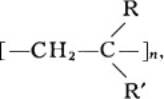 R
[—CH₂—C—]ₙ,
R′